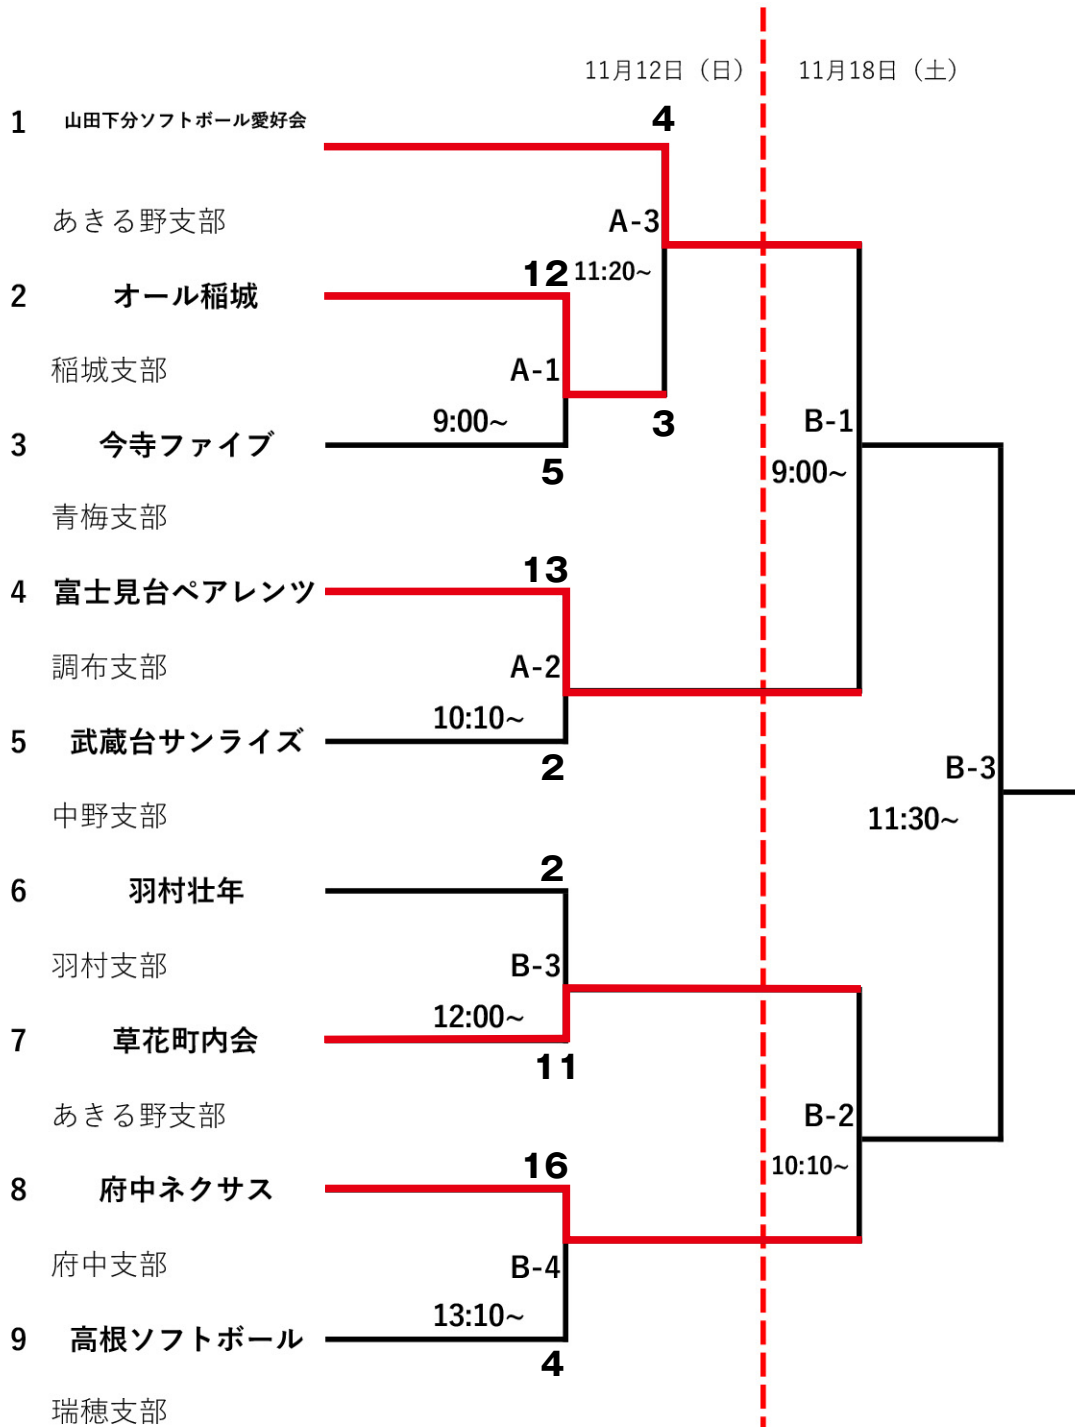 11月12日（日）
11月18日（土）
4
1 山田下分ソフトボール愛好会
あきる野支部
A-3
11:20~
12
2 オール稲城
稲城支部
A-1
9:00~
3
B-1
3 今寺ファイブ
5
9:00~
青梅支部
13
4 富士見台ペアレンツ
調布支部
A-2
10:10~
5 武蔵台サンライズ
2
B-3
中野支部
11:30~
2
6 羽村壮年
羽村支部
B-3
12:00~
7 草花町内会
11
あきる野支部
B-2
16
10:10~
8 府中ネクサス
府中支部
B-4
13:10~
9 高根ソフトボール
4
瑞穂支部